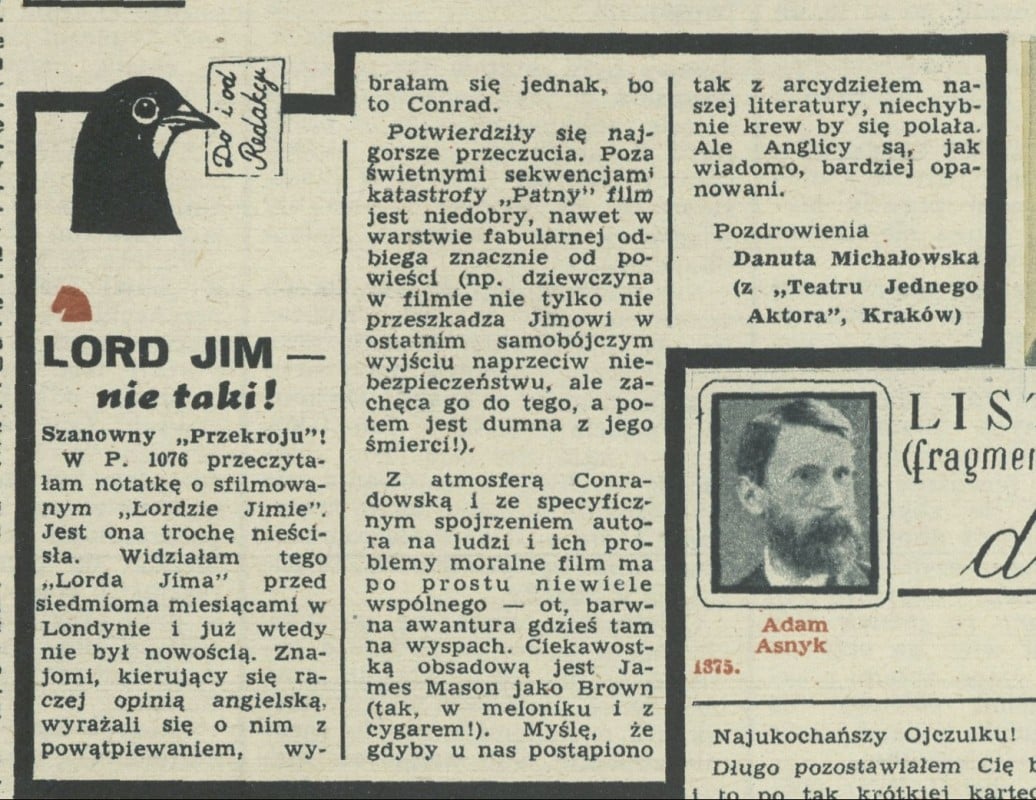 Do i od
Redakcji
LORD JIM —
nie taki!
Szanowny „Przekroju"!
W P. 1076 przeczyta-
łam notatkę o sfilmowa-
nym „Lordzie Jimie".
Jest ona trochę nieści-
sła. Widziałam tego
„Lorda Jima" przed
siedmioma miesiącami w
Londynie i już wtedy
nie był nowością. Zna-
jomi, kierujący się ra-
czej opinią angielską,
wyrażali się o nim z
powątpiewaniem, wy-
brałam się jednak, bo
to Conrad.
Potwierdziły się naj-
gorsze przeczucia. Poza
świetnymi sekwencjami
katastrofy „Patny" film
jest niedobry, nawet w
warstwie fabularnej od-
biega znacznie od po-
wieści (np. dziewczyna
w filmie nie tylko nie
przeszkadza Jimowi w
ostatnim samobójczym
wyjściu naprzeciw nie-
bezpieczeństwu, ale za-
chęca go do tego, a po-
tem jest dumna z jego
śmierci!).
Z atmosferą Conra-
dowską i ze specyficz-
nym spojrzeniem auto-
ra na ludzi i ich pro-
blemy moralne film ma
po prostu niewiele
wspólnego — ot, barw-
na awantura gdzieś tam
na wyspach. Ciekawost-
ką obsadową jest Ja-
mes Mason jako Brown
(tak, w meloniku i z
cygarem!). Myślę, że
gdyby u nas postąpiono
tak z arcydziełem na-
szej literatury, niechyb-
nie krew by się polała.
Ale Anglicy są, jak
wiadomo, bardziej opa-
nowani.
Pozdrowienia
Danuta Michałowska
(z „Teatru Jednego
Aktora", Kraków)
LIS
(fragmen
d
Adam
Asnyk
1875.
Najukochańszy Ojczulku!
Długo pozostawiałem Cię b
i to po tak krótkiej kartec